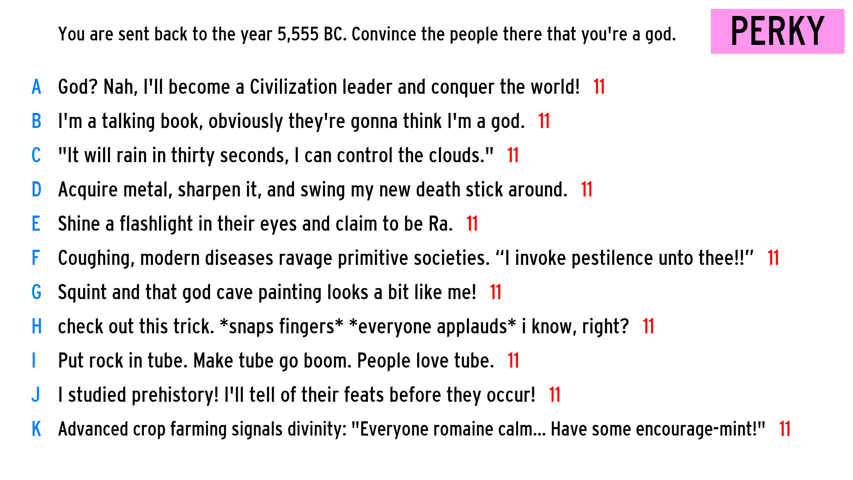 You are sent back to the year 5,555 BC. Convince the people there that you're a god.
PERKY
A God? Nah, I'll become a Civilization leader and conquer the world! 11
B I'm a talking book, obviously they're gonna think I'm a god. 11
C "It will rain in thirty seconds, I can control the clouds." 11
D Acquire metal, sharpen it, and swing my new death stick around. 11
E Shine a flashlight in their eyes and claim to be Ra. 11
F Coughing, modern diseases ravage primitive societies. “I invoke pestilence unto thee!!” 11
G Squint and that god cave painting looks a bit like me! 11
H check out this trick. *snaps fingers* *everyone applauds* i know, right? 11
I Put rock in tube. Make tube go boom. People love tube. 11
J I studied prehistory! I'll tell of their feats before they occur! 11
K Advanced crop farming signals divinity: "Everyone romaine calm... Have some encourage-mint!" 11